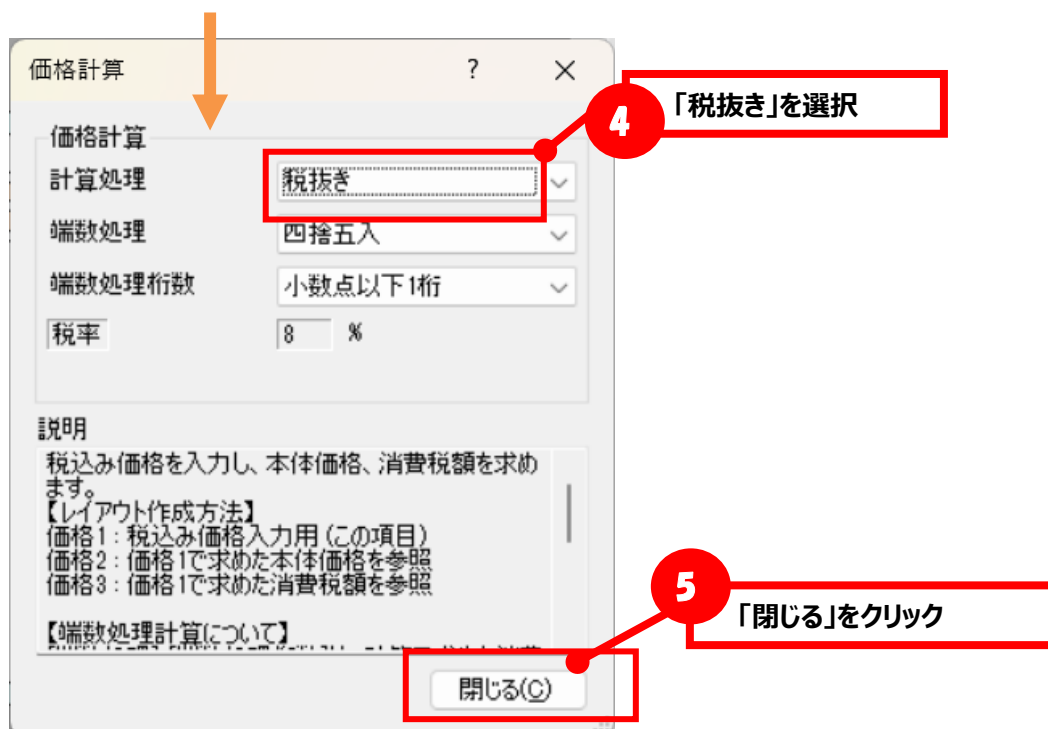 価格計算 ? ×
4 「税抜き」を選択
価格計算
計算処理 税抜き
端数処理 四捨五入
端数処理桁数 小数点以下1桁
税率 8 %
説明
税込み価格を入力し、本体価格、消費税額を求め
ます。
【レイアウト作成方法】
価格1:税込み価格入力用(この項目)
価格2:価格1で求めた本体価格を参照
価格3:価格1で求めた消費税額を参照
【端数処理計算について】
5 「閉じる」をクリック
閉じる(C)